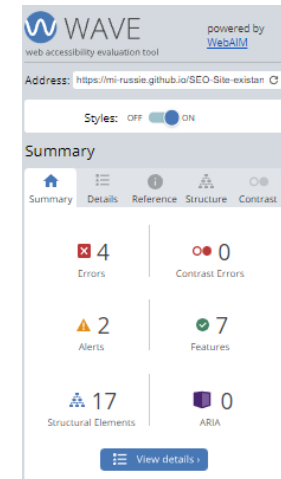 WAVE
powered by
WebAIM
web accessibility evaluation tool
Address: https://mi-russie.github.io/SEO-Site-existan
Styles: OFF ON
Summary
Summary Details Reference Structure Contrast
4 0
Errors Contrast Errors
2 7
Alerts Features
17 0
Structural Elements ARIA
View details ›